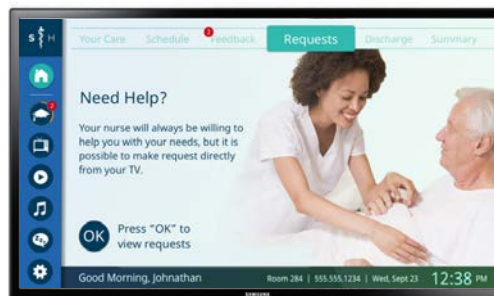 S H
Your Care Schedule 2 Feedback Requests Discharge Summary
2
Need Help?
Your nurse will always be willing to
help you with your needs, but it is
possible to make request directly
from your TV.
OK
Press "OK" to
view requests
Good Morning, Johnathan
Room 284 | 555.555.1234 | Wed, Sept 23 12:38 PM
SAMSUNG